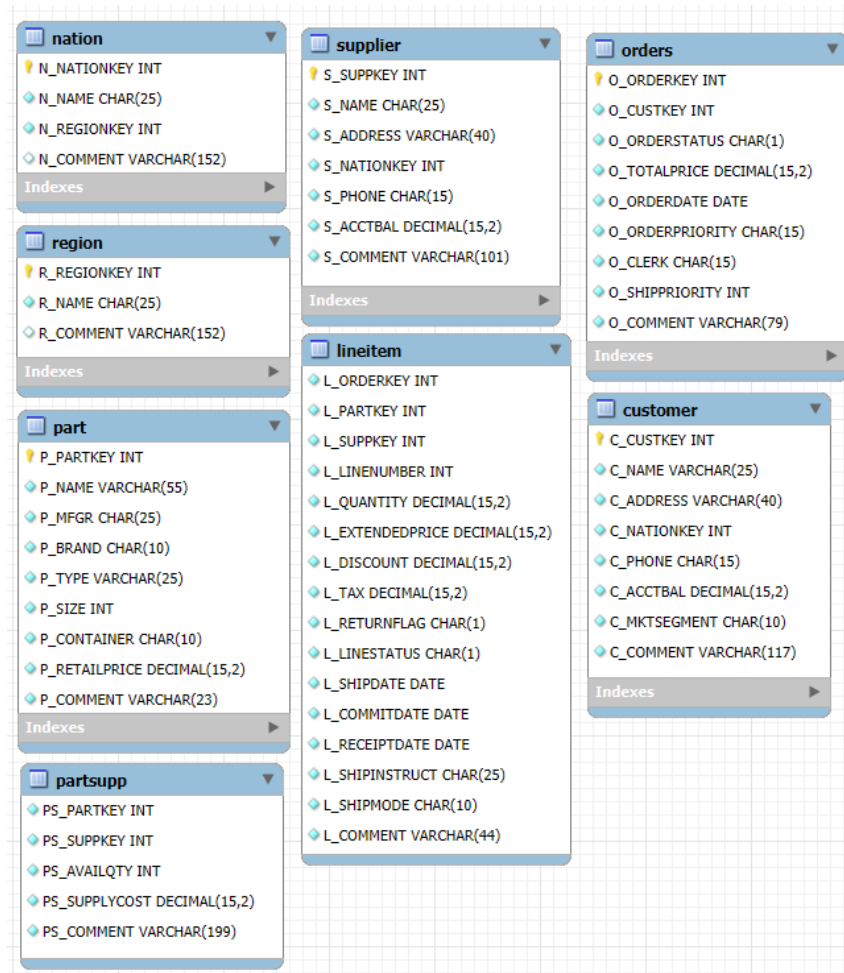 nation
N_NATIONKEY INT
N_NAME CHAR(25)
N_REGIONKEY INT
N_COMMENT VARCHAR(152)
Indexes
region
R_REGIONKEY INT
R_NAME CHAR(25)
R_COMMENT VARCHAR(152)
Indexes
part
P_PARTKEY INT
P_NAME VARCHAR(55)
P_MFGR CHAR(25)
P_BRAND CHAR(10)
P_TYPE VARCHAR(25)
P_SIZE INT
P_CONTAINER CHAR(10)
P_RETAILPRICE DECIMAL(15,2)
P_COMMENT VARCHAR(23)
Indexes
partsupp
PS_PARTKEY INT
PS_SUPPKEY INT
PS_AVAILQTY INT
PS_SUPPLYCOST DECIMAL(15,2)
PS_COMMENT VARCHAR(199)
supplier
S_SUPPKEY INT
S_NAME CHAR(25)
S_ADDRESS VARCHAR(40)
S_NATIONKEY INT
S_PHONE CHAR(15)
S_ACCTBAL DECIMAL(15,2)
S_COMMENT VARCHAR(101)
Indexes
lineitem
L_ORDERKEY INT
L_PARTKEY INT
L_SUPPKEY INT
L_LINENUMBER INT
L_QUANTITY DECIMAL(15,2)
L_EXTENDEDPRICE DECIMAL(15,2)
L_DISCOUNT DECIMAL(15,2)
L_TAX DECIMAL(15,2)
L_RETURNFLAG CHAR(1)
L_LINESTATUS CHAR(1)
L_SHIPDATE DATE
L_COMMITDATE DATE
L_RECEIPTDATE DATE
L_SHIPINSTRUCT CHAR(25)
L_SHIPMODE CHAR(10)
L_COMMENT VARCHAR(44)
orders
O_ORDERKEY INT
O_CUSTKEY INT
O_ORDERSTATUS CHAR(1)
O_TOTALPRICE DECIMAL(15,2)
O_ORDERDATE DATE
O_ORDERPRIORITY CHAR(15)
O_CLERK CHAR(15)
O_SHIPPRIORITY INT
O_COMMENT VARCHAR(79)
Indexes
customer
C_CUSTKEY INT
C_NAME VARCHAR(25)
C_ADDRESS VARCHAR(40)
C_NATIONKEY INT
C_PHONE CHAR(15)
C_ACCTBAL DECIMAL(15,2)
C_MKTSEGMENT CHAR(10)
C_COMMENT VARCHAR(117)
Indexes